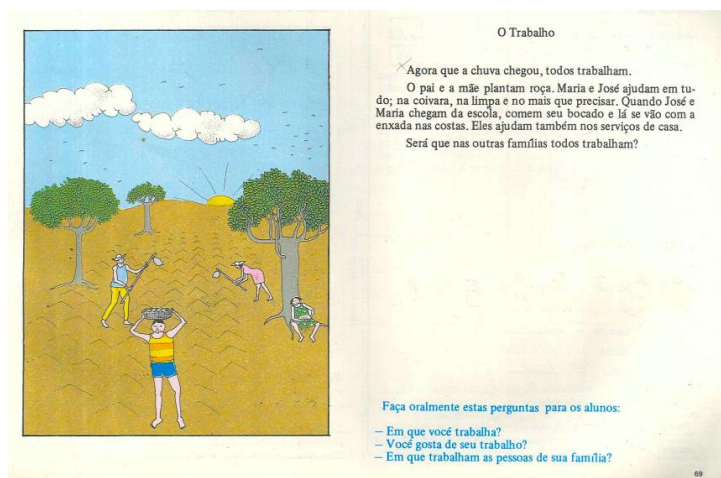 O Trabalho
Agora que a chuva chegou, todos trabalham.
O pai e a mãe plantam roça. Maria e José ajudam em tu-
do; na coivara, na limpa e no mais que precisar. Quando José e
Maria chegam da escola, comem seu bocado e lá se vão com a
enxada nas costas. Eles ajudam também nos serviços de casa.
Será que nas outras famílias todos trabalham?
Faça oralmente estas perguntas para os alunos:
— Em que você trabalha?
— Você gosta de seu trabalho?
— Em que trabalham as pessoas de sua família?
69